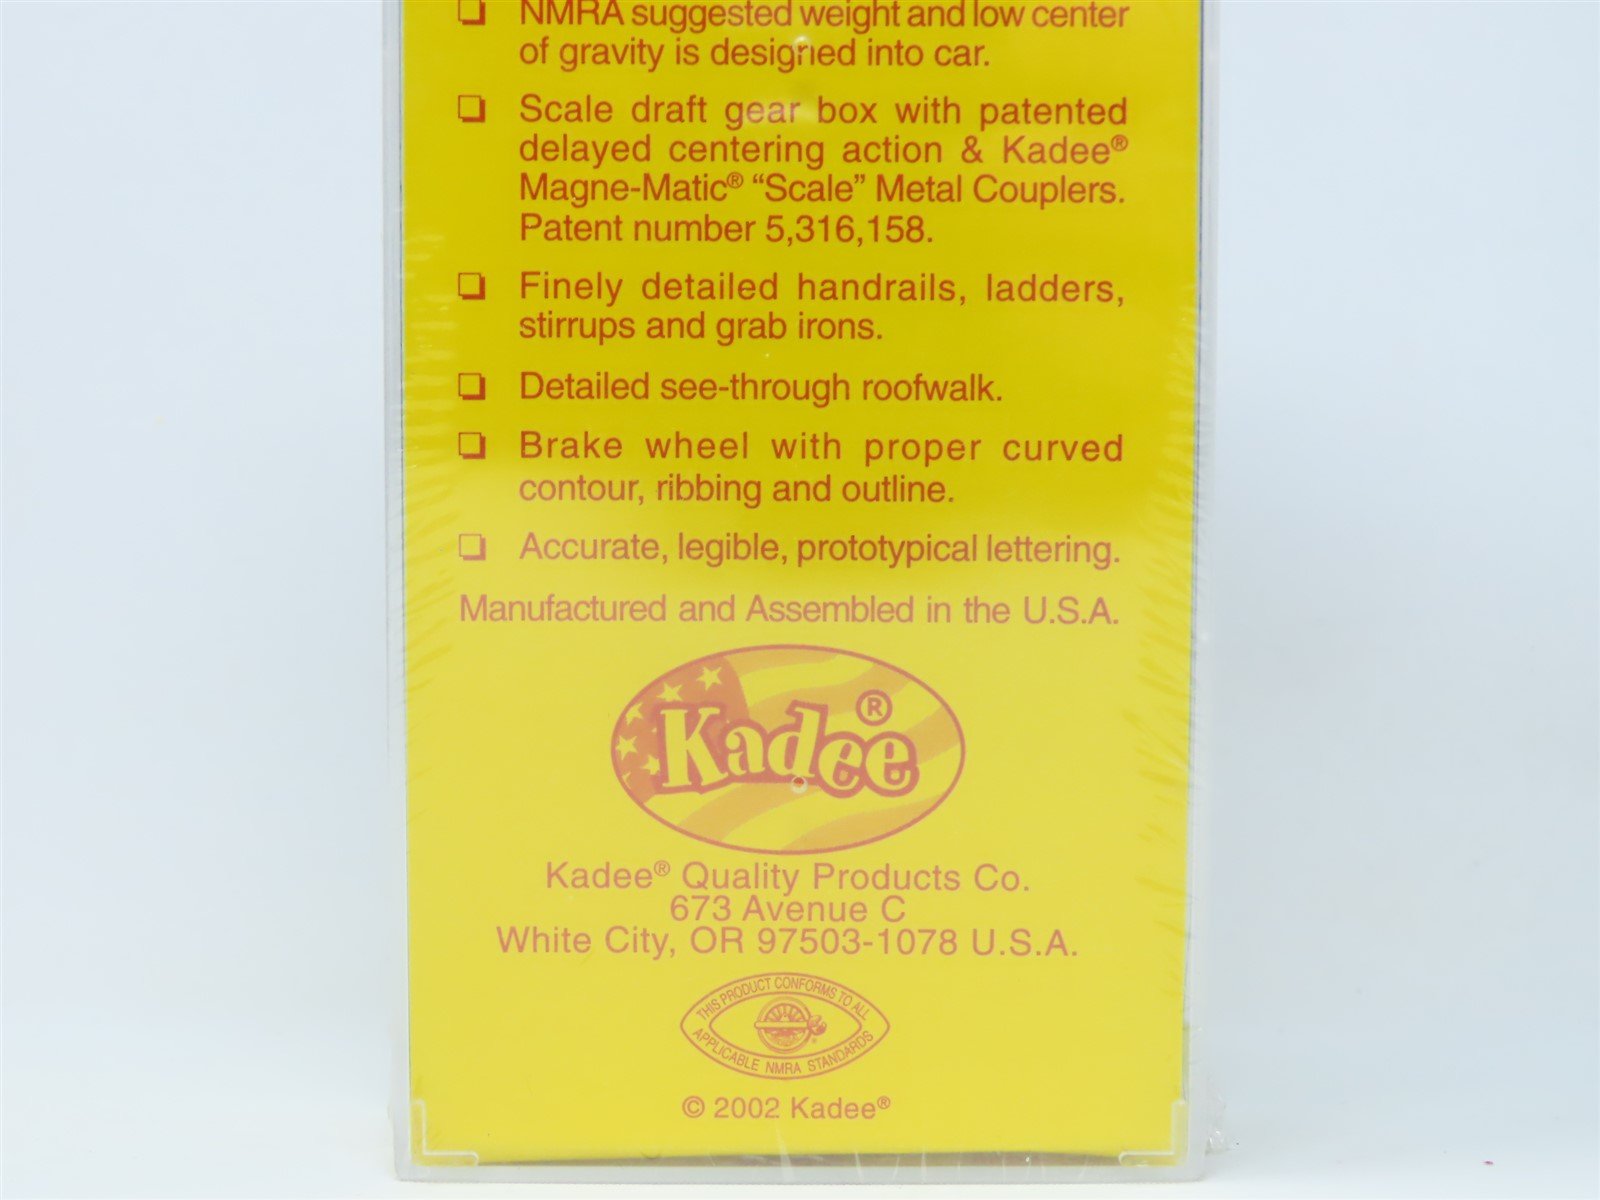 ❏ NMRA suggested weight and low center
of gravity is designed into car.
❏ Scale draft gear box with patented
delayed centering action & Kadee®
Magne-Matic® “Scale” Metal Couplers.
Patent number 5,316,158.
❏ Finely detailed handrails, ladders,
stirrups and grab irons.
❏ Detailed see-through roofwalk.
❏ Brake wheel with proper curved
contour, ribbing and outline.
❏ Accurate, legible, prototypical lettering.
Manufactured and Assembled in the U.S.A.
Kadee®
Kadee® Quality Products Co.
673 Avenue C
White City, OR 97503-1078 U.S.A.
THIS PRODUCT CONFORMS TO ALL
APPLICABLE NMRA STANDARDS
© 2002 Kadee®